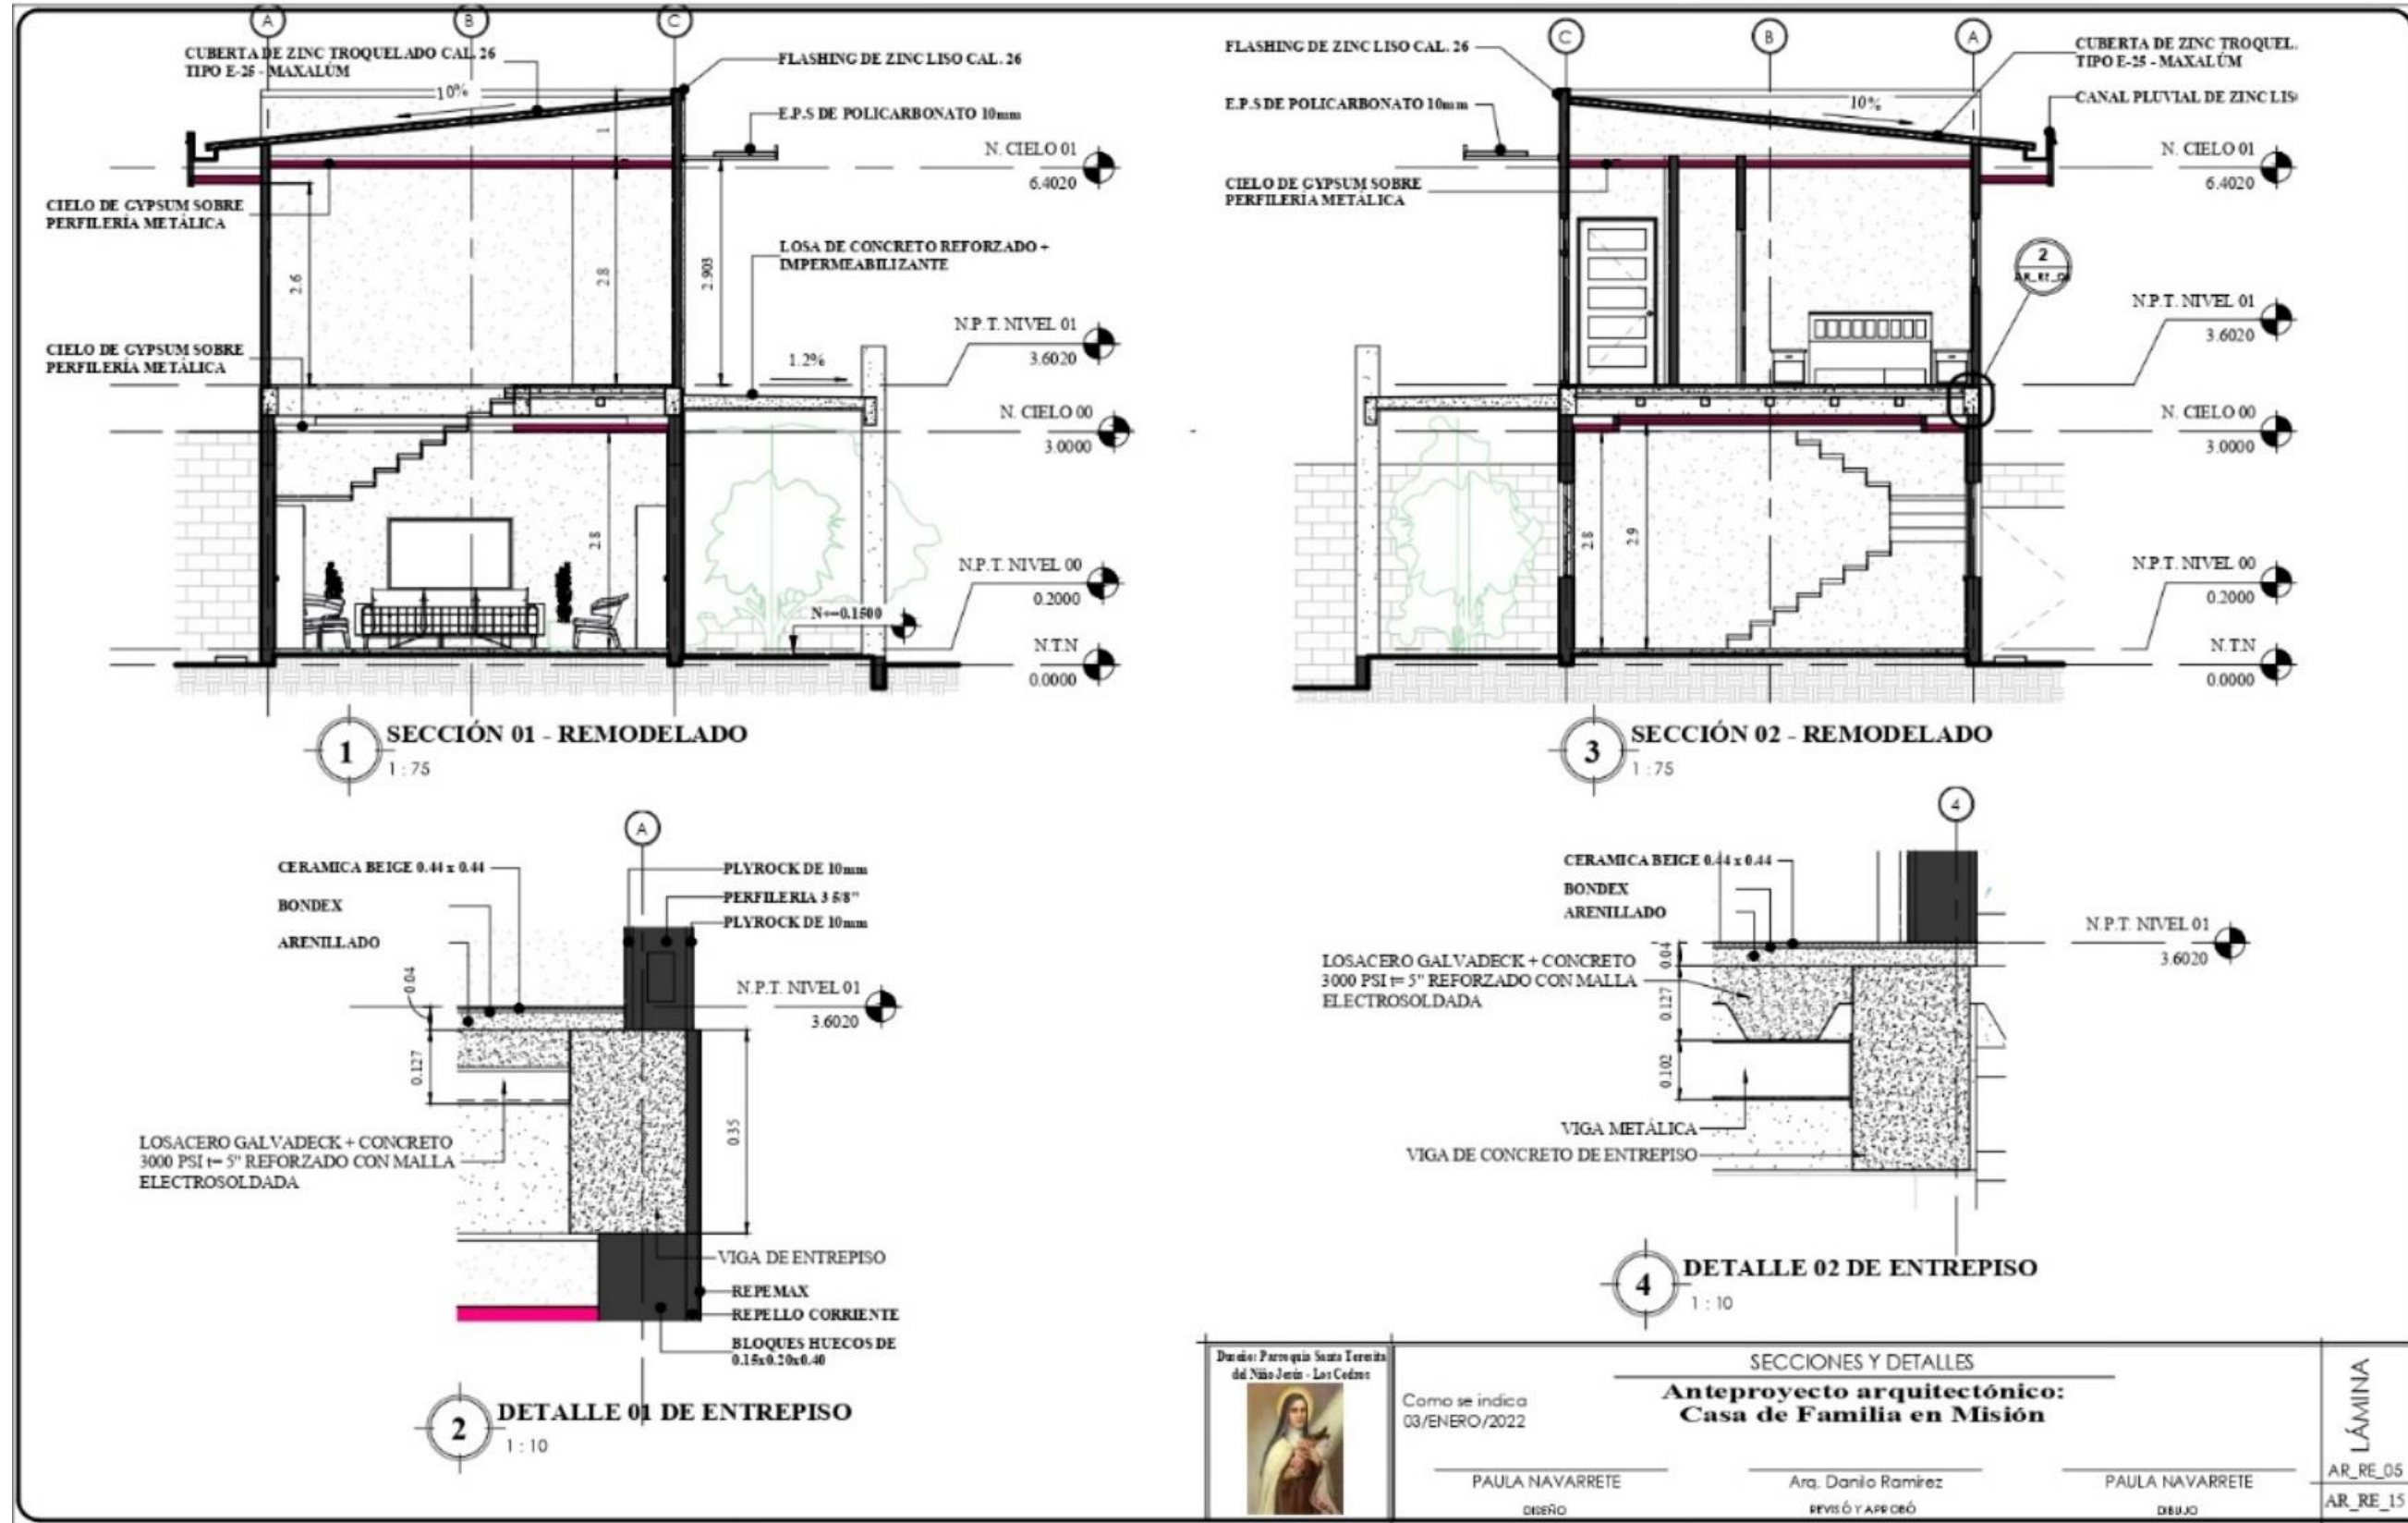 A
B
C
CUBERTA DE ZINC TROQUELADO CAL. 26
TIPO E-25 - MAXALÚM
FLASHING DE ZINC LISO CAL. 26
10%
E.P.S DE POLICARBONATO 10mm
1
N. CIELO 01
6.4020
CIELO DE GYPSUM SOBRE
PERFILERÍA METÁLICA
LOSA DE CONCRETO REFORZADO +
IMPERMEABILIZANTE
2.6
2.8
2.903
N.P.T. NIVEL 01
3.6020
CIELO DE GYPSUM SOBRE
PERFILERÍA METÁLICA
1.2%
N. CIELO 00
3.0000
2.8
N.P.T. NIVEL 00
0.2000
N=-0.1500
N.T.N
0.0000
1
SECCIÓN 01 - REMODELADO
1 : 75
C
B
A
FLASHING DE ZINC LISO CAL. 26
CUBERTA DE ZINC TROQUEL.
TIPO E-25 - MAXALÚM
E.P.S DE POLICARBONATO 10mm
10%
CANAL PLUVIAL DE ZINC LIS
N. CIELO 01
6.4020
CIELO DE GYPSUM SOBRE
PERFILERÍA METÁLICA
2
N.P.T. NIVEL 01
3.6020
N. CIELO 00
3.0000
2.8
2.9
N.P.T. NIVEL 00
0.2000
N.T.N
0.0000
3
SECCIÓN 02 - REMODELADO
1 : 75
A
CERAMICA BEIGE 0.44 x 0.44
PLYROCK DE 10mm
BONDEX
PERFILERIA 3 5/8"
PLYROCK DE 10mm
ARENILLADO
0.04
N.P.T. NIVEL 01
3.6020
0.127
0.35
LOSACERO GALVADECK + CONCRETO
3000 PSI t= 5" REFORZADO CON MALLA
ELECTROSOLDADA
VIGA DE ENTREPISO
REPEMAX
REPELLO CORRIENTE
BLOQUES HUECOS DE
0.15x0.20x0.40
2
DETALLE 01 DE ENTREPISO
1 : 10
4
CERAMICA BEIGE 0.44 x 0.44
BONDEX
ARENILLADO
N.P.T. NIVEL 01
3.6020
LOSACERO GALVADECK + CONCRETO
3000 PSI t= 5" REFORZADO CON MALLA
ELECTROSOLDADA
0.04
0.127
0.102
VIGA METÁLICA
VIGA DE CONCRETO DE ENTREPISO
4
DETALLE 02 DE ENTREPISO
1 : 10
Dueño: Parroquia Santa Teresita
del Niño Jesús - Los Cedros
Como se indica
03/ENERO/2022
SECCIONES Y DETALLES
Anteproyecto arquitectónico:
Casa de Familia en Misión
PAULA NAVARRETE
DISEÑO
Arq. Danilo Ramírez
REVISÓ Y APROBÓ
PAULA NAVARRETE
DIBUJO
LÁMINA
AR_RE_05
AR_RE_15